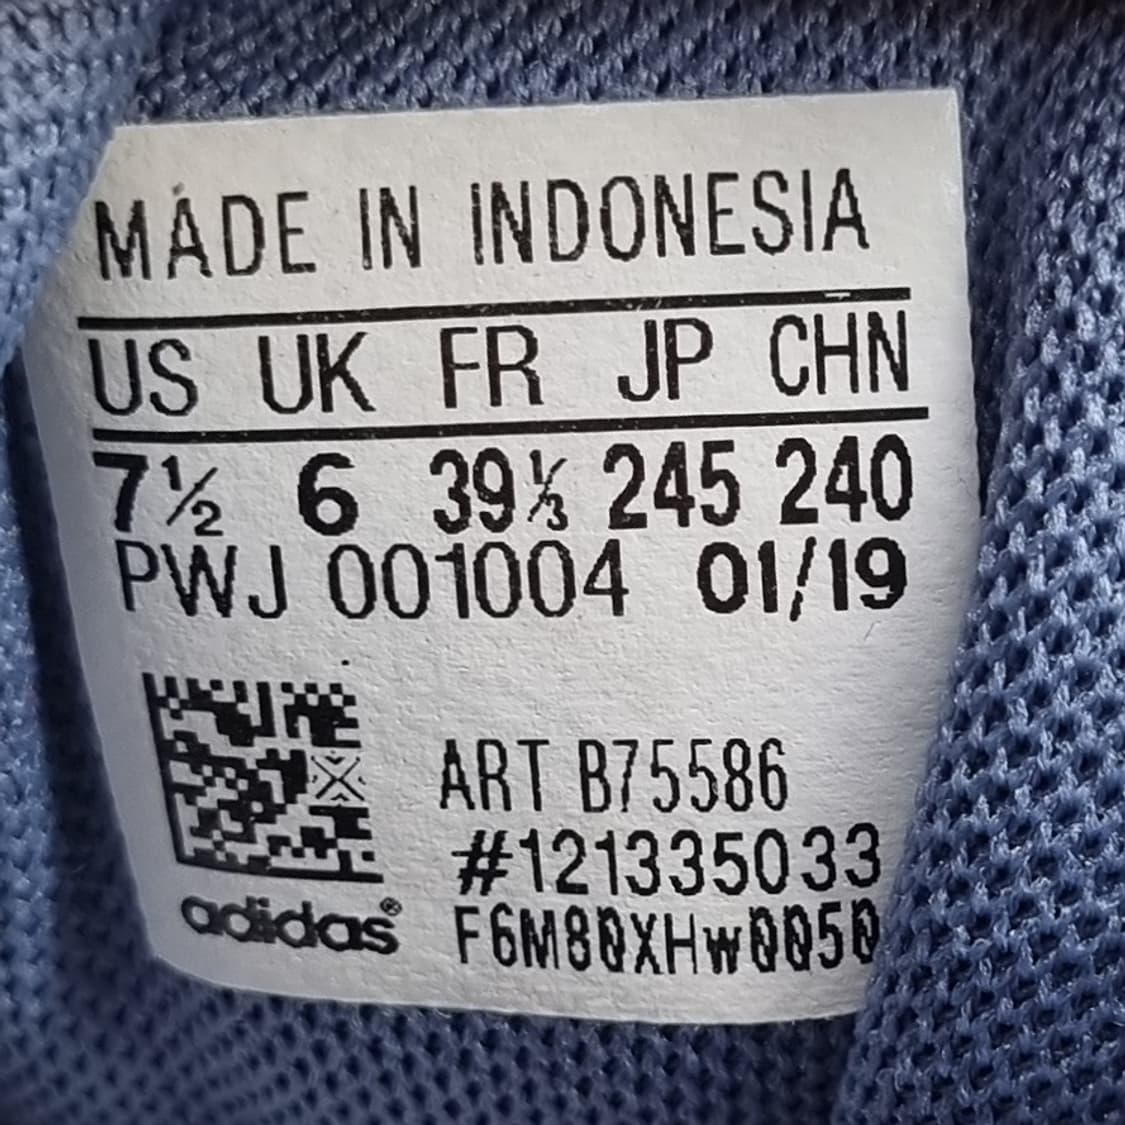 MADE IN INDONESIA
US UK FR JP CHN
7½ 6 39⅓ 245 240
PWJ 001004 01/19
ART B75586
#121335033
F6M80XHw0050
adidas®